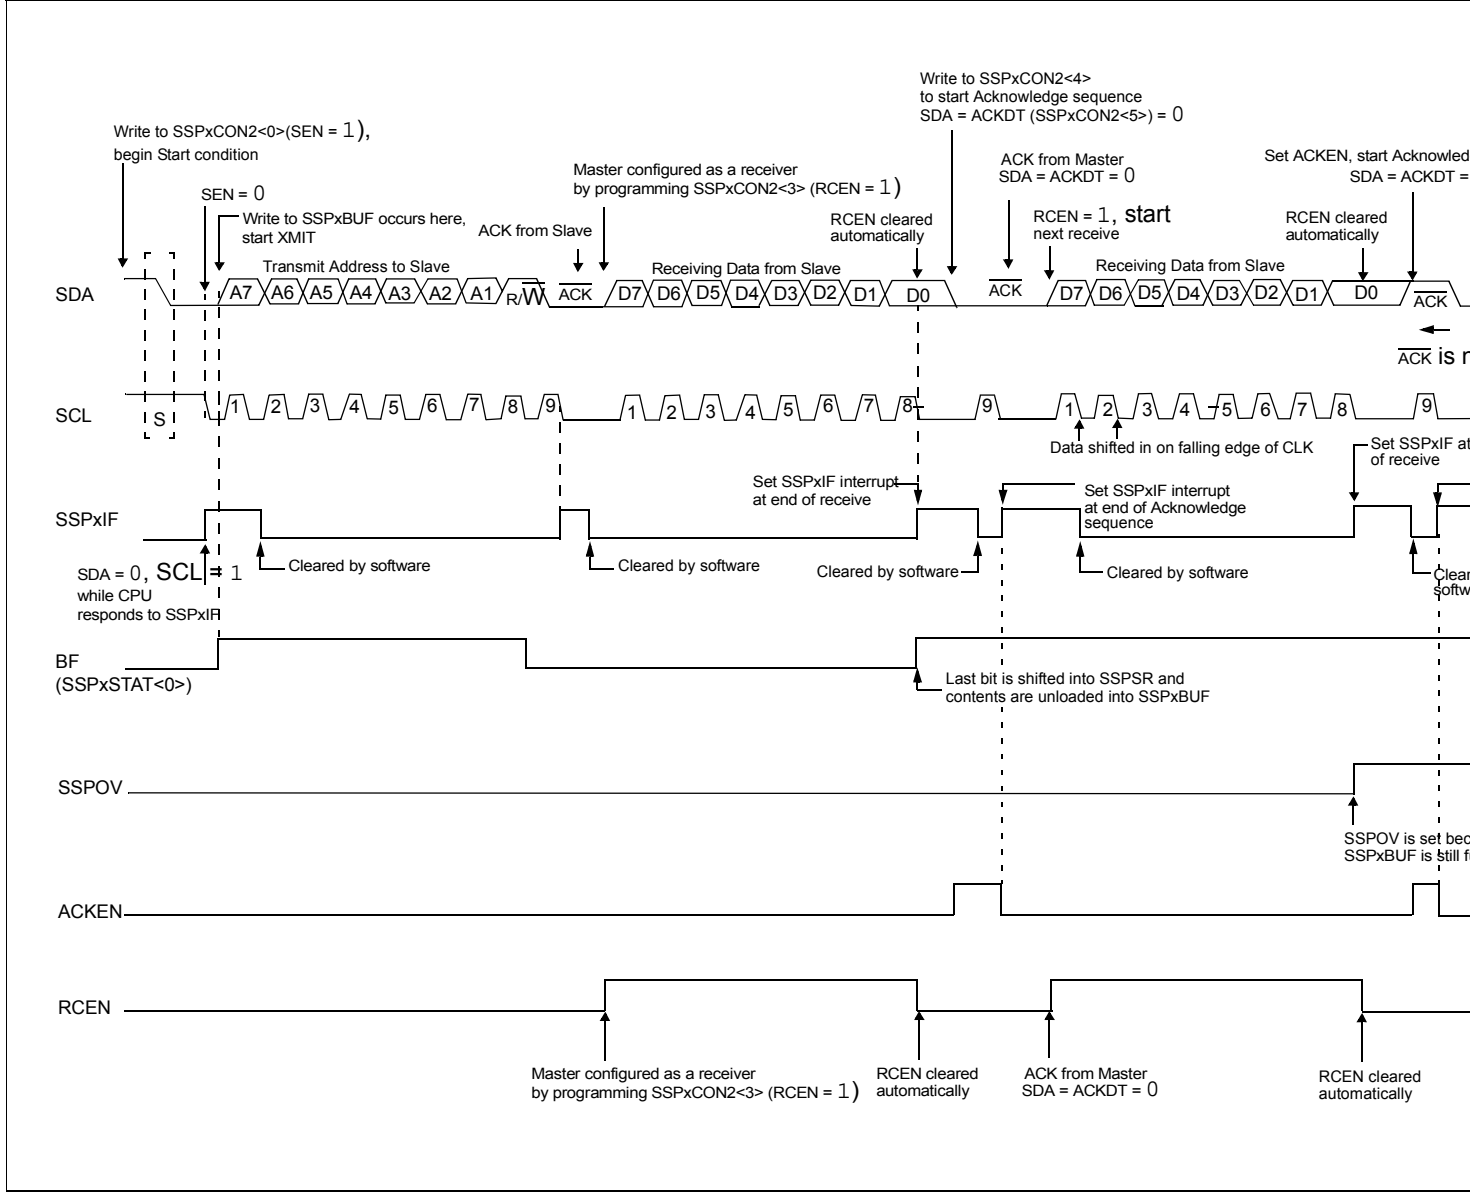 Write to SSPxCON2<4>
to start Acknowledge sequence
SDA = ACKDT (SSPxCON2<5>) = 0
Write to SSPxCON2<0>(SEN = 1),
begin Start condition
ACK from Master
SDA = ACKDT = 0
Set ACKEN, start
SDA = ACKDT =
Master configured as a receiver
by programming SSPxCON2<3> (RCEN = 1)
SEN = 0
Write to SSPxBUF occurs here,
start XMIT
ACK from Slave
RCEN cleared
automatically
RCEN = 1, start
next receive
RCEN cleared
automatically
Transmit Address to Slave
Receiving Data from Slave
Receiving Data from Slave
SDA
A7 A6 A5 A4 A3 A2 A1 R/W ACK D7 D6 D5 D4 D3 D2 D1 D0 ACK D7 D6 D5 D4 D3 D2 D1 D0 ACK
ACK is
SCL
S
1 2 3 4 5 6 7 8 9 1 2 3 4 5 6 7 8 9 1 2 3 4 5 6 7 8 9
Data shifted in on falling edge of CLK
Set SSPxIF at
of receive
Set SSPxIF interrupt
at end of receive
Set SSPxIF interrupt
at end of Acknowledge
sequence
SSPxIF
Cleared by software
Cleared by software
Cleared by software
Cleared by software
SDA = 0, SCL = 1
while CPU
responds to SSPxIF
BF
(SSPxSTAT<0>)
Last bit is shifted into SSPSR and
contents are unloaded into SSPxBUF
SSPOV
SSPOV is set
SSPxBUF is still
ACKEN
RCEN
Master configured as a receiver
by programming SSPxCON2<3> (RCEN = 1)
RCEN cleared
automatically
ACK from Master
SDA = ACKDT = 0
RCEN cleared
automatically